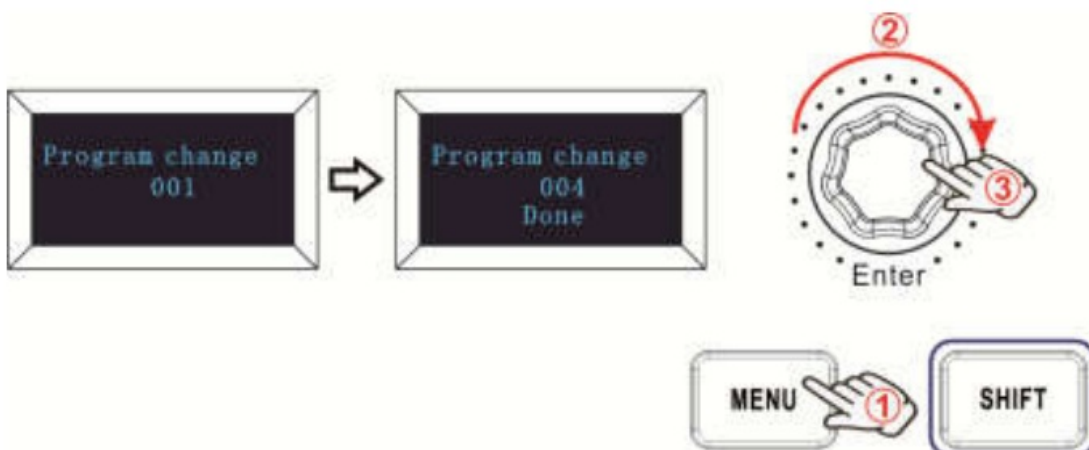 ②
Program change
001
Program change
004
Done
③
Enter
MENU
①
SHIFT